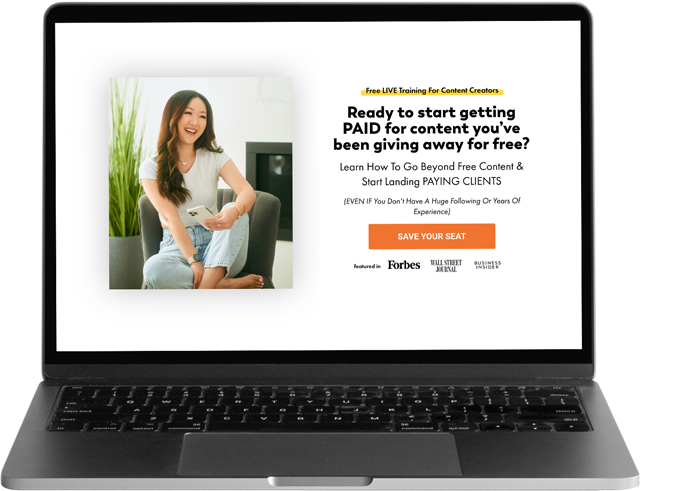 Free LIVE Training For Content Creators
Ready to start getting
PAID for content you've
been giving away for free?
Learn How To Go Beyond Free Content &
Start Landing PAYING CLIENTS
(EVEN IF You Don't Have A Huge Following Or Years Of
Experience)
SAVE YOUR SEAT
featured in Forbes WALL STREET JOURNAL BUSINESS INSIDER